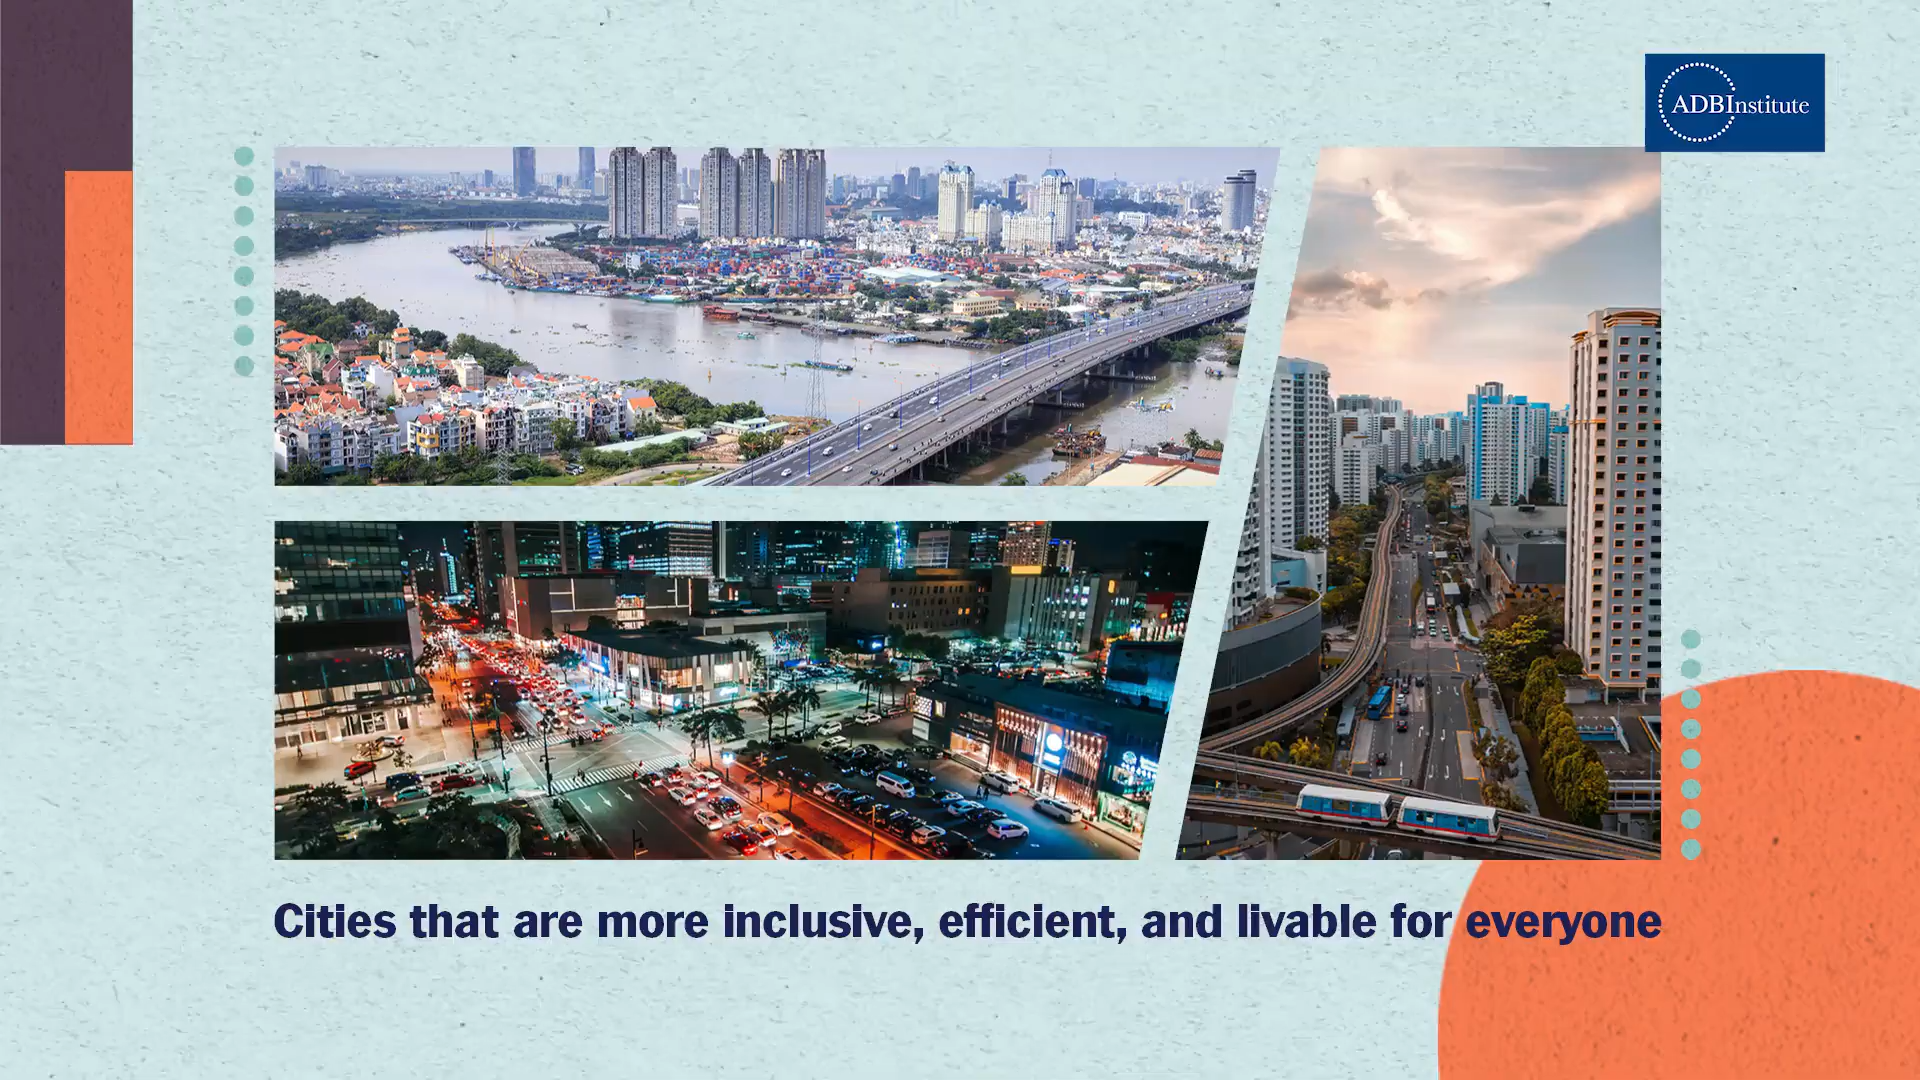 ADBInstitute
Cities that are more inclusive, efficient, and livable for everyone